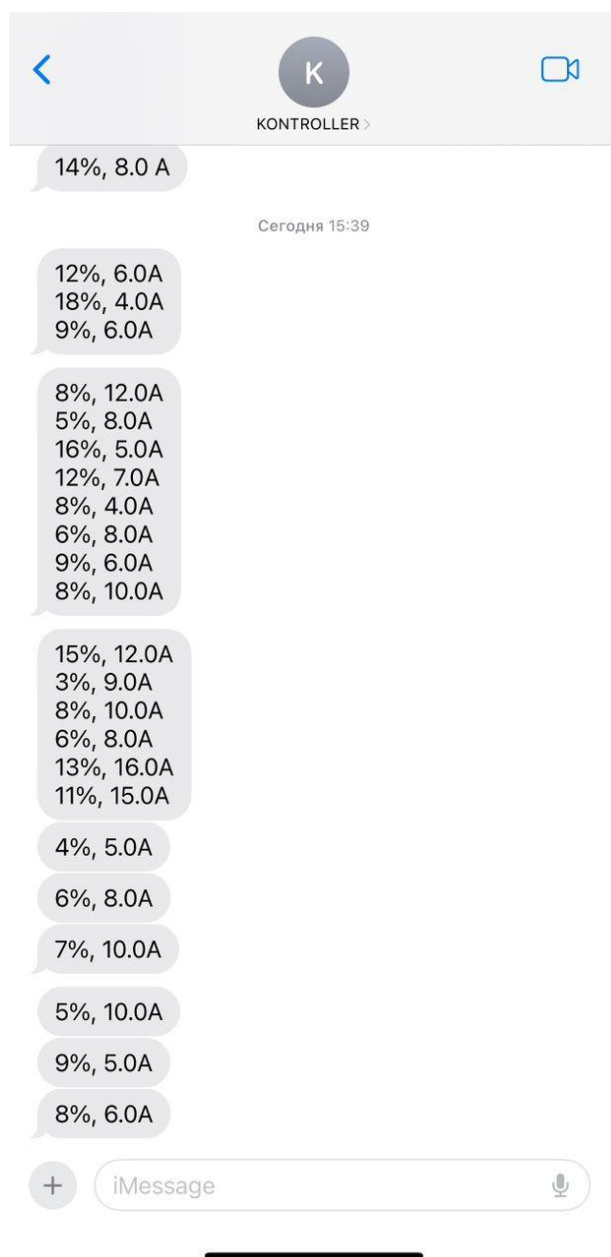 K
KONTROLLER
14%, 8.0 A
Сегодня 15:39
12%, 6.0A
18%, 4.0A
9%, 6.0A
8%, 12.0A
5%, 8.0A
16%, 5.0A
12%, 7.0A
8%, 4.0A
6%, 8.0A
9%, 6.0A
8%, 10.0A
15%, 12.0A
3%, 9.0A
8%, 10.0A
6%, 8.0A
13%, 16.0A
11%, 15.0A
4%, 5.0A
6%, 8.0A
7%, 10.0A
5%, 10.0A
9%, 5.0A
8%, 6.0A
iMessage